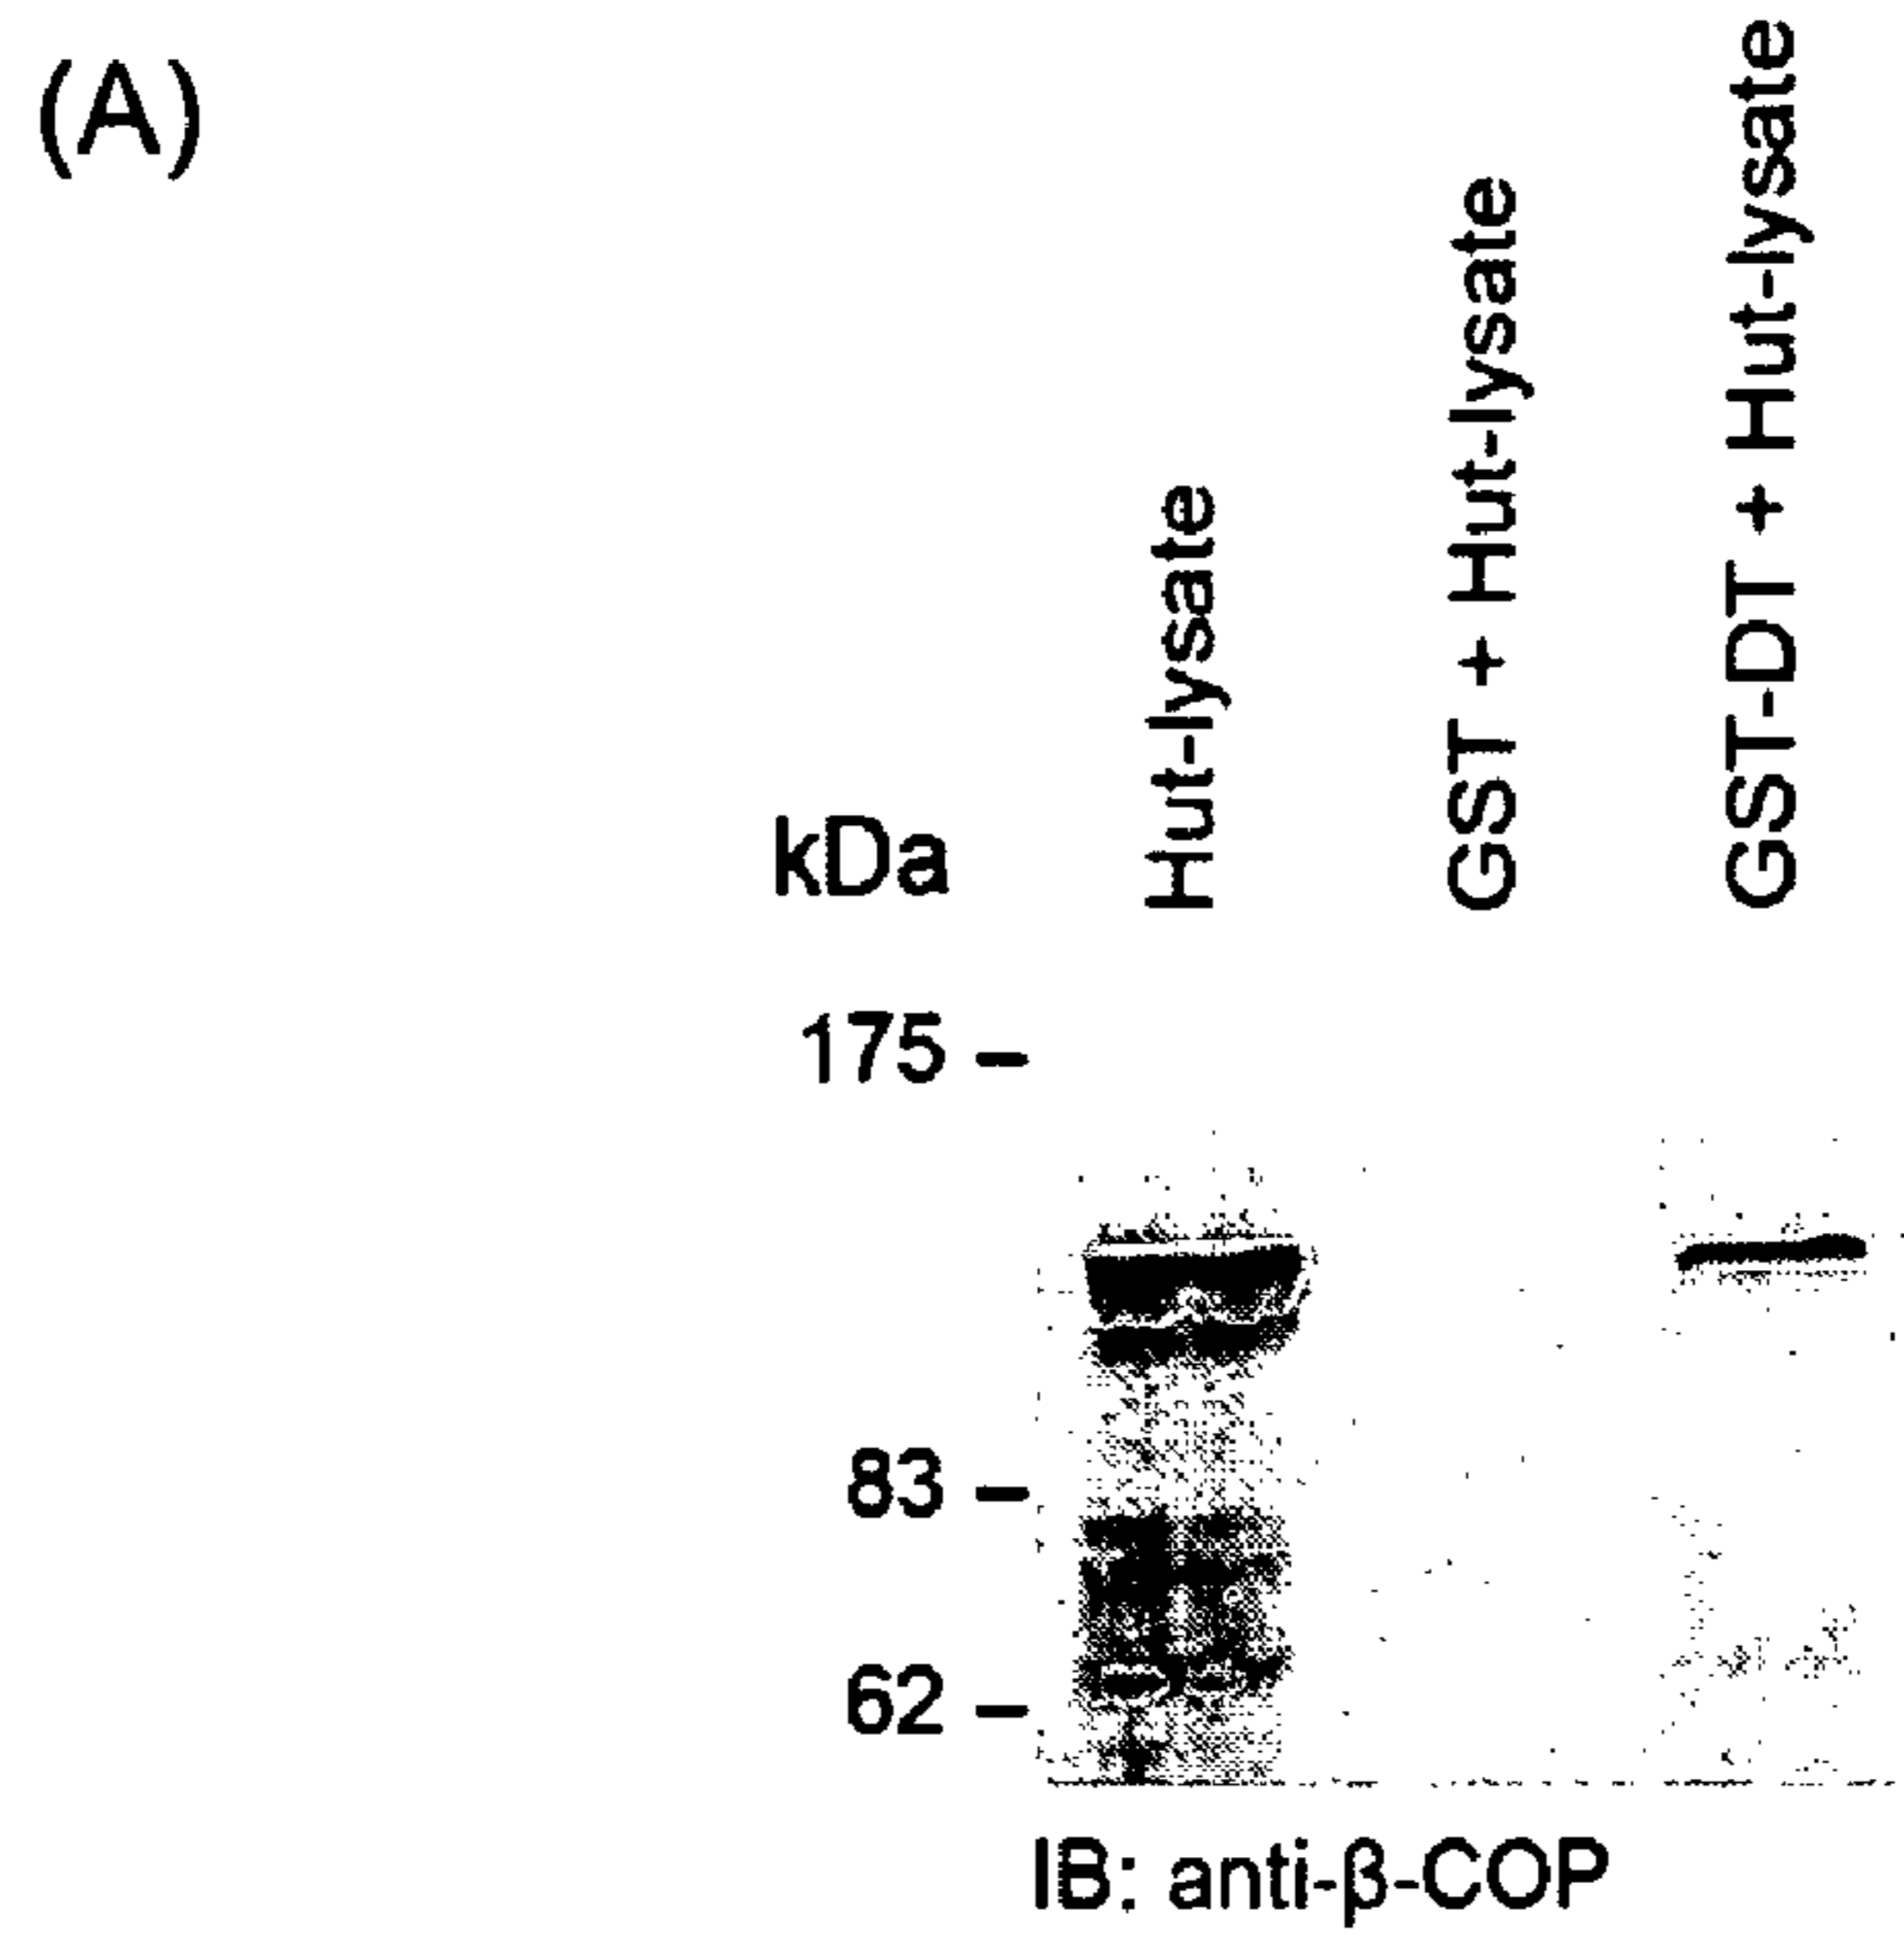 (A)
kDa
Hut-lysate
GST + Hut-lysate
GST-DT + Hut-lysate
175
83
62
IB: anti-β-COP